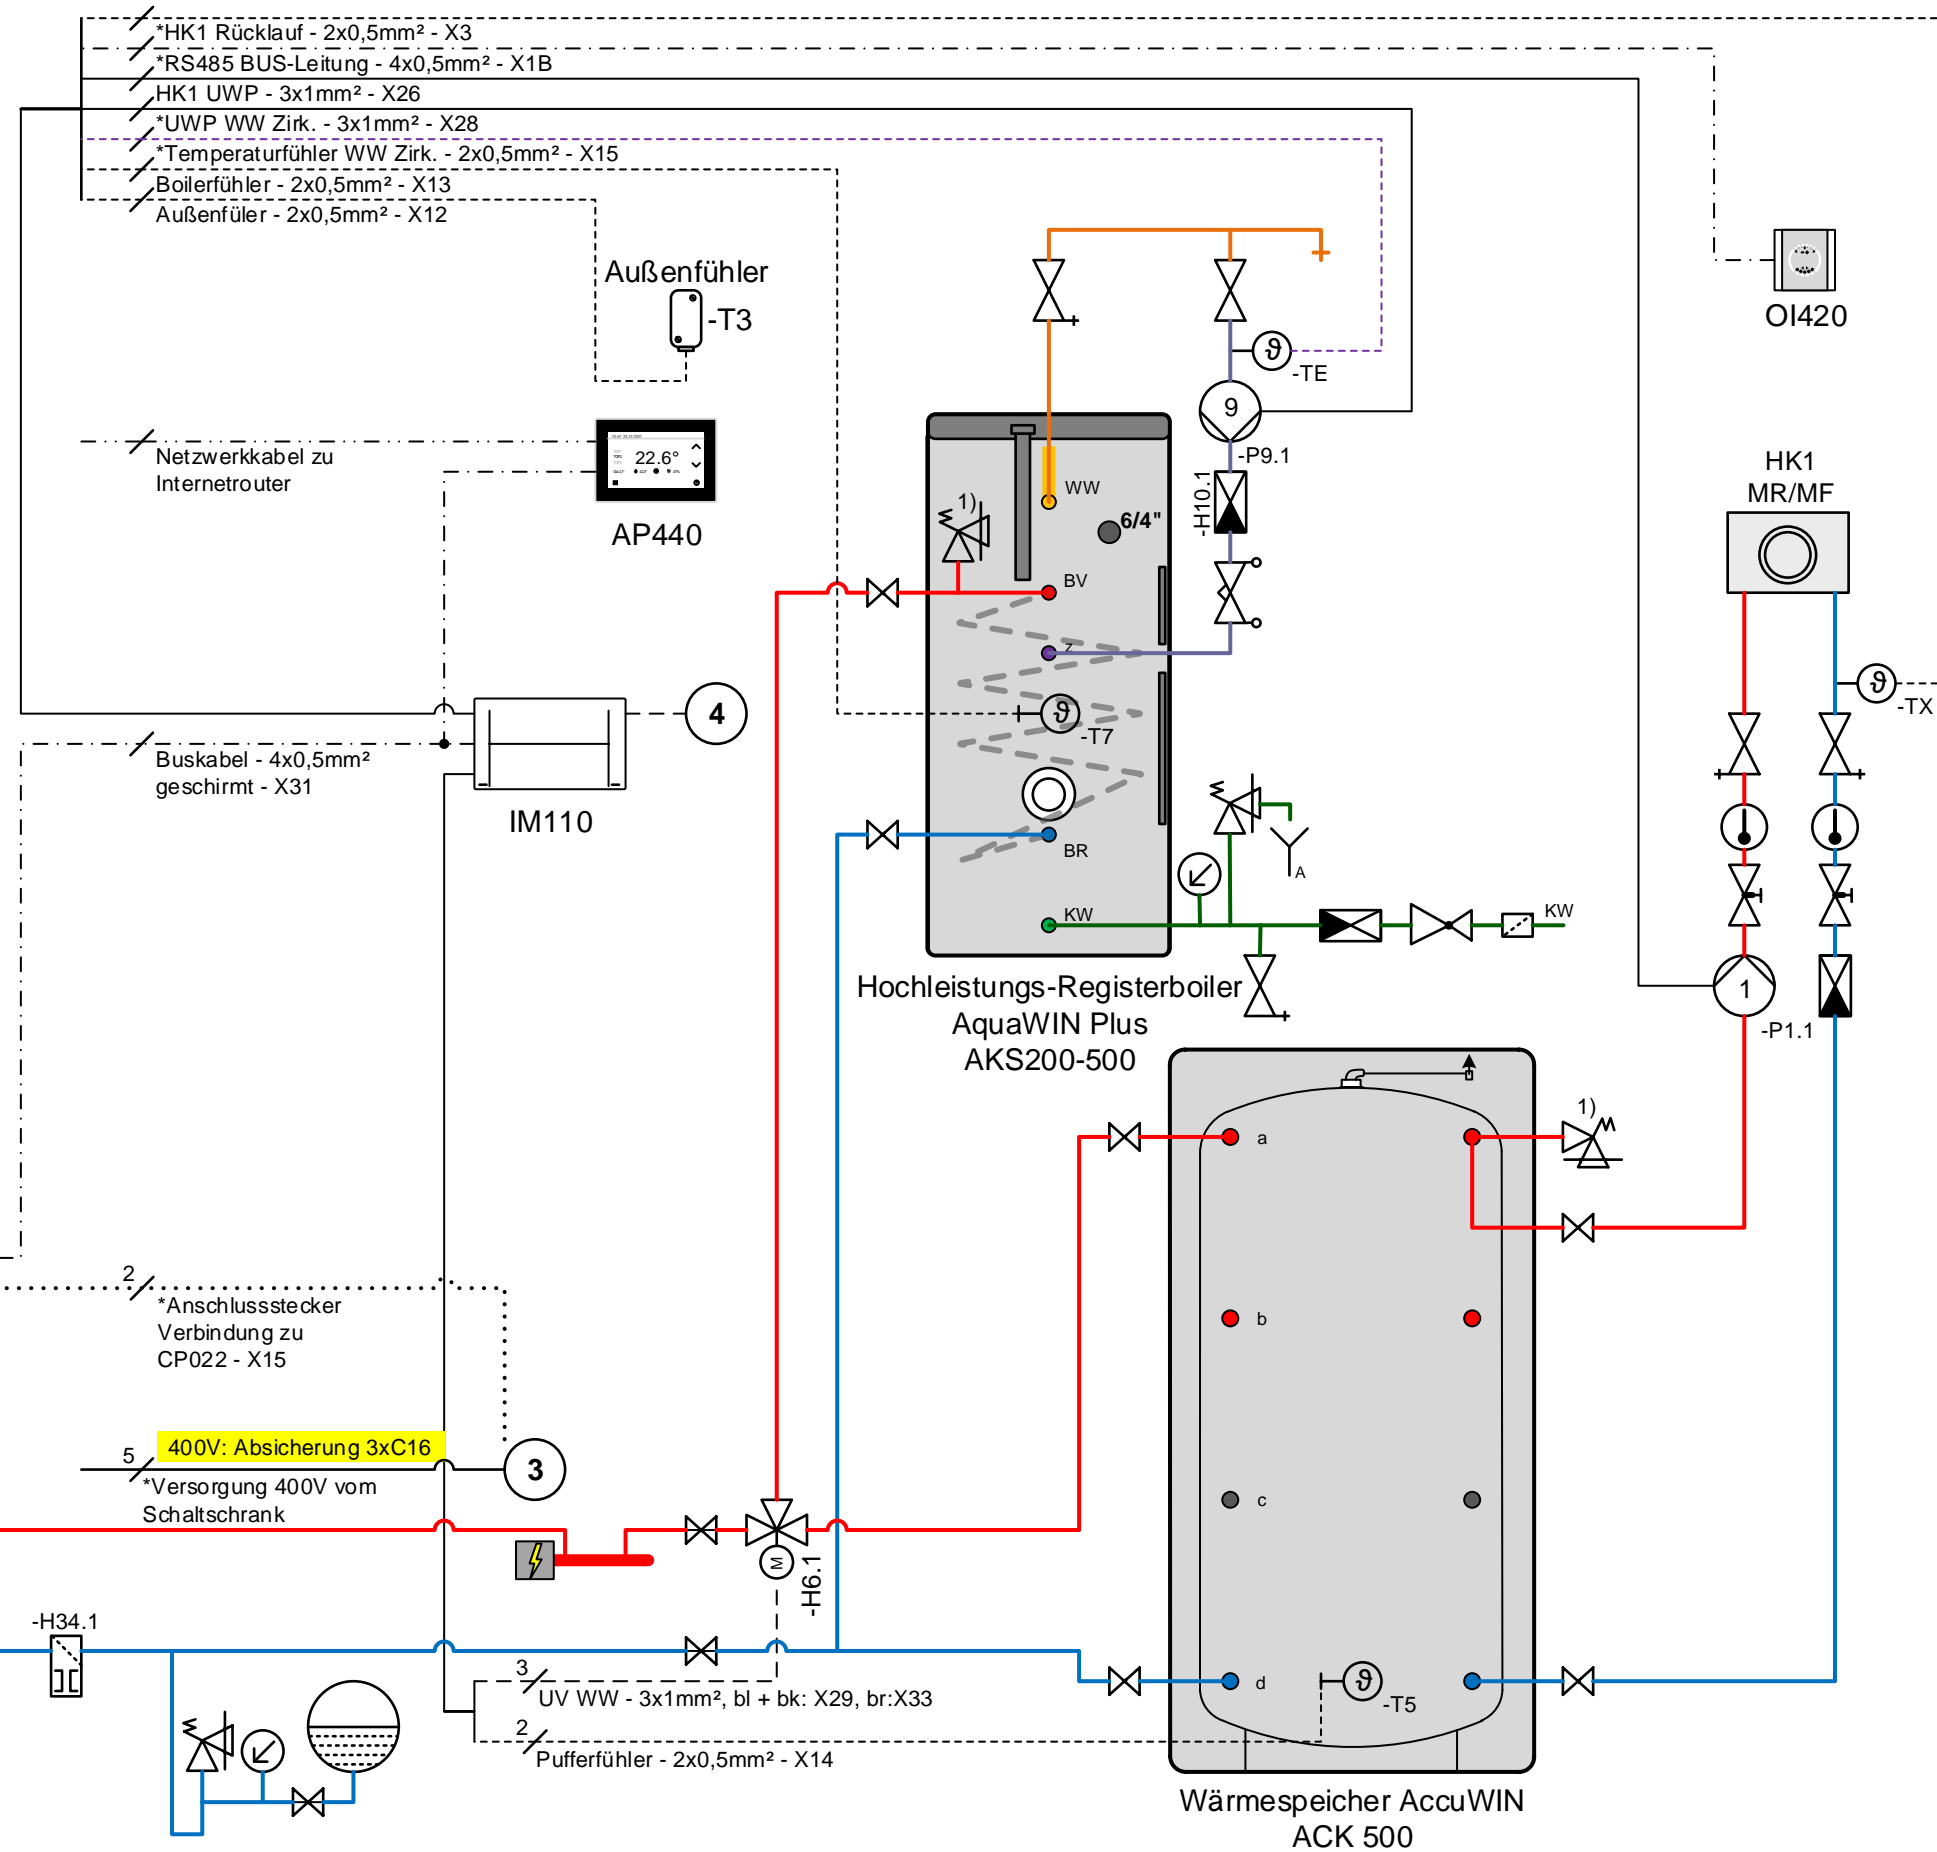 *HK1 Rücklauf - 2x0,5mm² - X3
*RS485 BUS-Leitung - 4x0,5mm² - X1B
HK1 UWP - 3x1mm² - X26
*UWP WW Zirk. - 3x1mm² - X28
*Temperaturfühler WW Zirk. - 2x0,5mm² - X15
Boilerfühler - 2x0,5mm² - X13
Außenfüler - 2x0,5mm² - X12
Außenfühler
-T3
OI420
-TE
9
-P9.1
-H10.1
Netzwerkkabel zu
Internetrouter
22.6°
AP440
HK1
MR/MF
WW
1)
6/4"
BV
z
-T7
BR
KW
A
KW
-TX
4
Buskabel - 4x0,5mm²
geschirmt - X31
IM110
Hochleistungs-Registerboiler
AquaWIN Plus
AKS200-500
1
-P1.1
1)
a
b
c
d
2
*Anschlussstecker
Verbindung zu
CP022 - X15
400V: Absicherung 3xC16
5
3
*Versorgung 400V vom
Schaltschrank
M
-H6.1
-H34.1
3
UV WW - 3x1mm², bl + bk: X29, br:X33
2
Pufferfühler - 2x0,5mm² - X14
-T5
Wärmespeicher AccuWIN
ACK 500